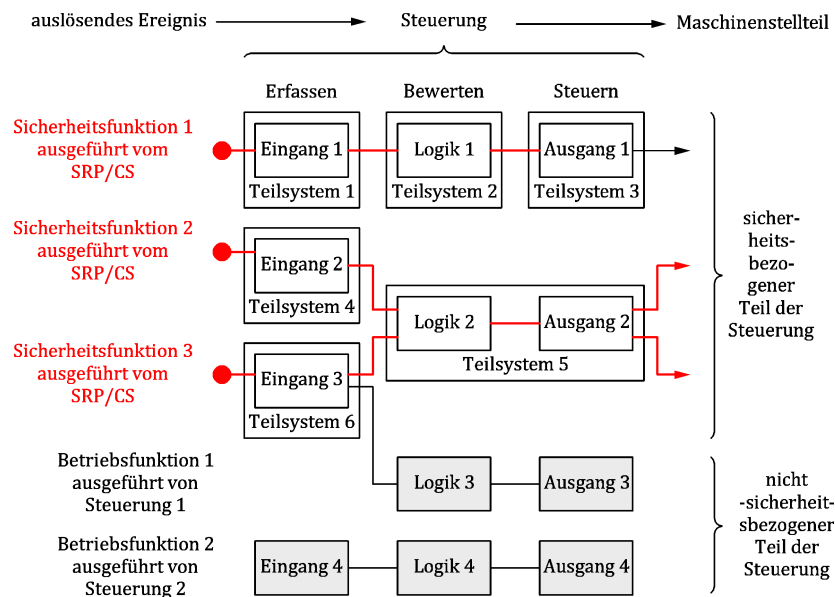 auslösendes Ereignis
Steuerung
Maschinenstellteil
Erfassen
Bewerten
Steuern
Sicherheitsfunktion 1
ausgeführt vom
SRP/CS
Eingang 1
Teilsystem 1
Logik 1
Teilsystem 2
Ausgang 1
Teilsystem 3
Sicherheitsfunktion 2
ausgeführt vom
SRP/CS
Eingang 2
Teilsystem 4
Logik 2
Ausgang 2
Teilsystem 5
Sicherheitsfunktion 3
ausgeführt vom
SRP/CS
Eingang 3
Teilsystem 6
sicher-
heits-
bezo-
gener
Teil der
Steuerung
Betriebsfunktion 1
ausgeführt von
Steuerung 1
Logik 3
Ausgang 3
Betriebsfunktion 2
ausgeführt von
Steuerung 2
Eingang 4
Logik 4
Ausgang 4
nicht
-sicherheit-
sbezogener
Teil der
Steuerung